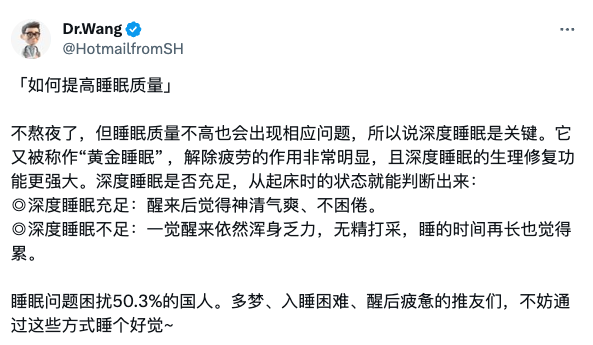 Dr.Wang
@HotmailfromSH
「如何提高睡眠质量」
不熬夜了，但睡眠质量不高也会出现相应问题，所以说深度睡眠是关键。它
又被称作“黄金睡眠” ，解除疲劳的作用非常明显，且深度睡眠的生理修复功
能更强大。深度睡眠是否充足，从起床时的状态就能判断出来：
◎深度睡眠充足：醒来后觉得神清气爽、不困倦。
◎深度睡眠不足：一觉醒来依然浑身乏力，无精打采，睡的时间再长也觉得
累。
睡眠问题困扰50.3%的国人。多梦、入睡困难、醒后疲惫的推友们，不妨通
过这些方式睡个好觉~